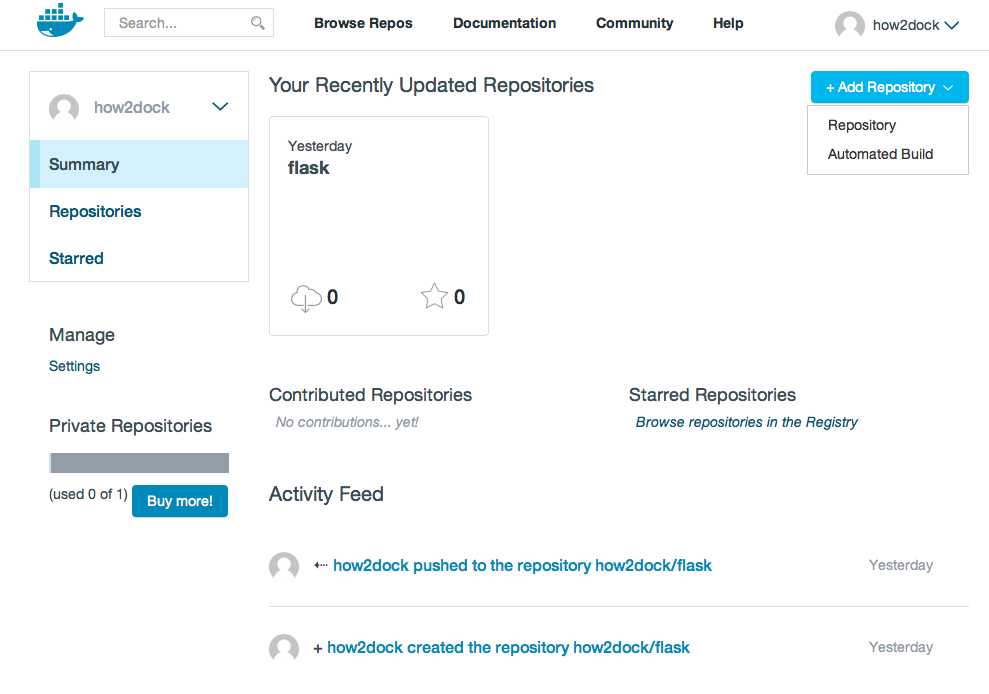 Search...
Browse Repos
Documentation
Community
Help
how2dock
how2dock
Summary
Repositories
Starred
Manage
Settings
Private Repositories
(used 0 of 1)
Buy more!
Your Recently Updated Repositories
+ Add Repository
Repository
Automated Build
Yesterday
flask
0
0
Contributed Repositories
No contributions... yet!
Starred Repositories
Browse repositories in the Registry
Activity Feed
how2dock pushed to the repository how2dock/flask
Yesterday
+ how2dock created the repository how2dock/flask
Yesterday